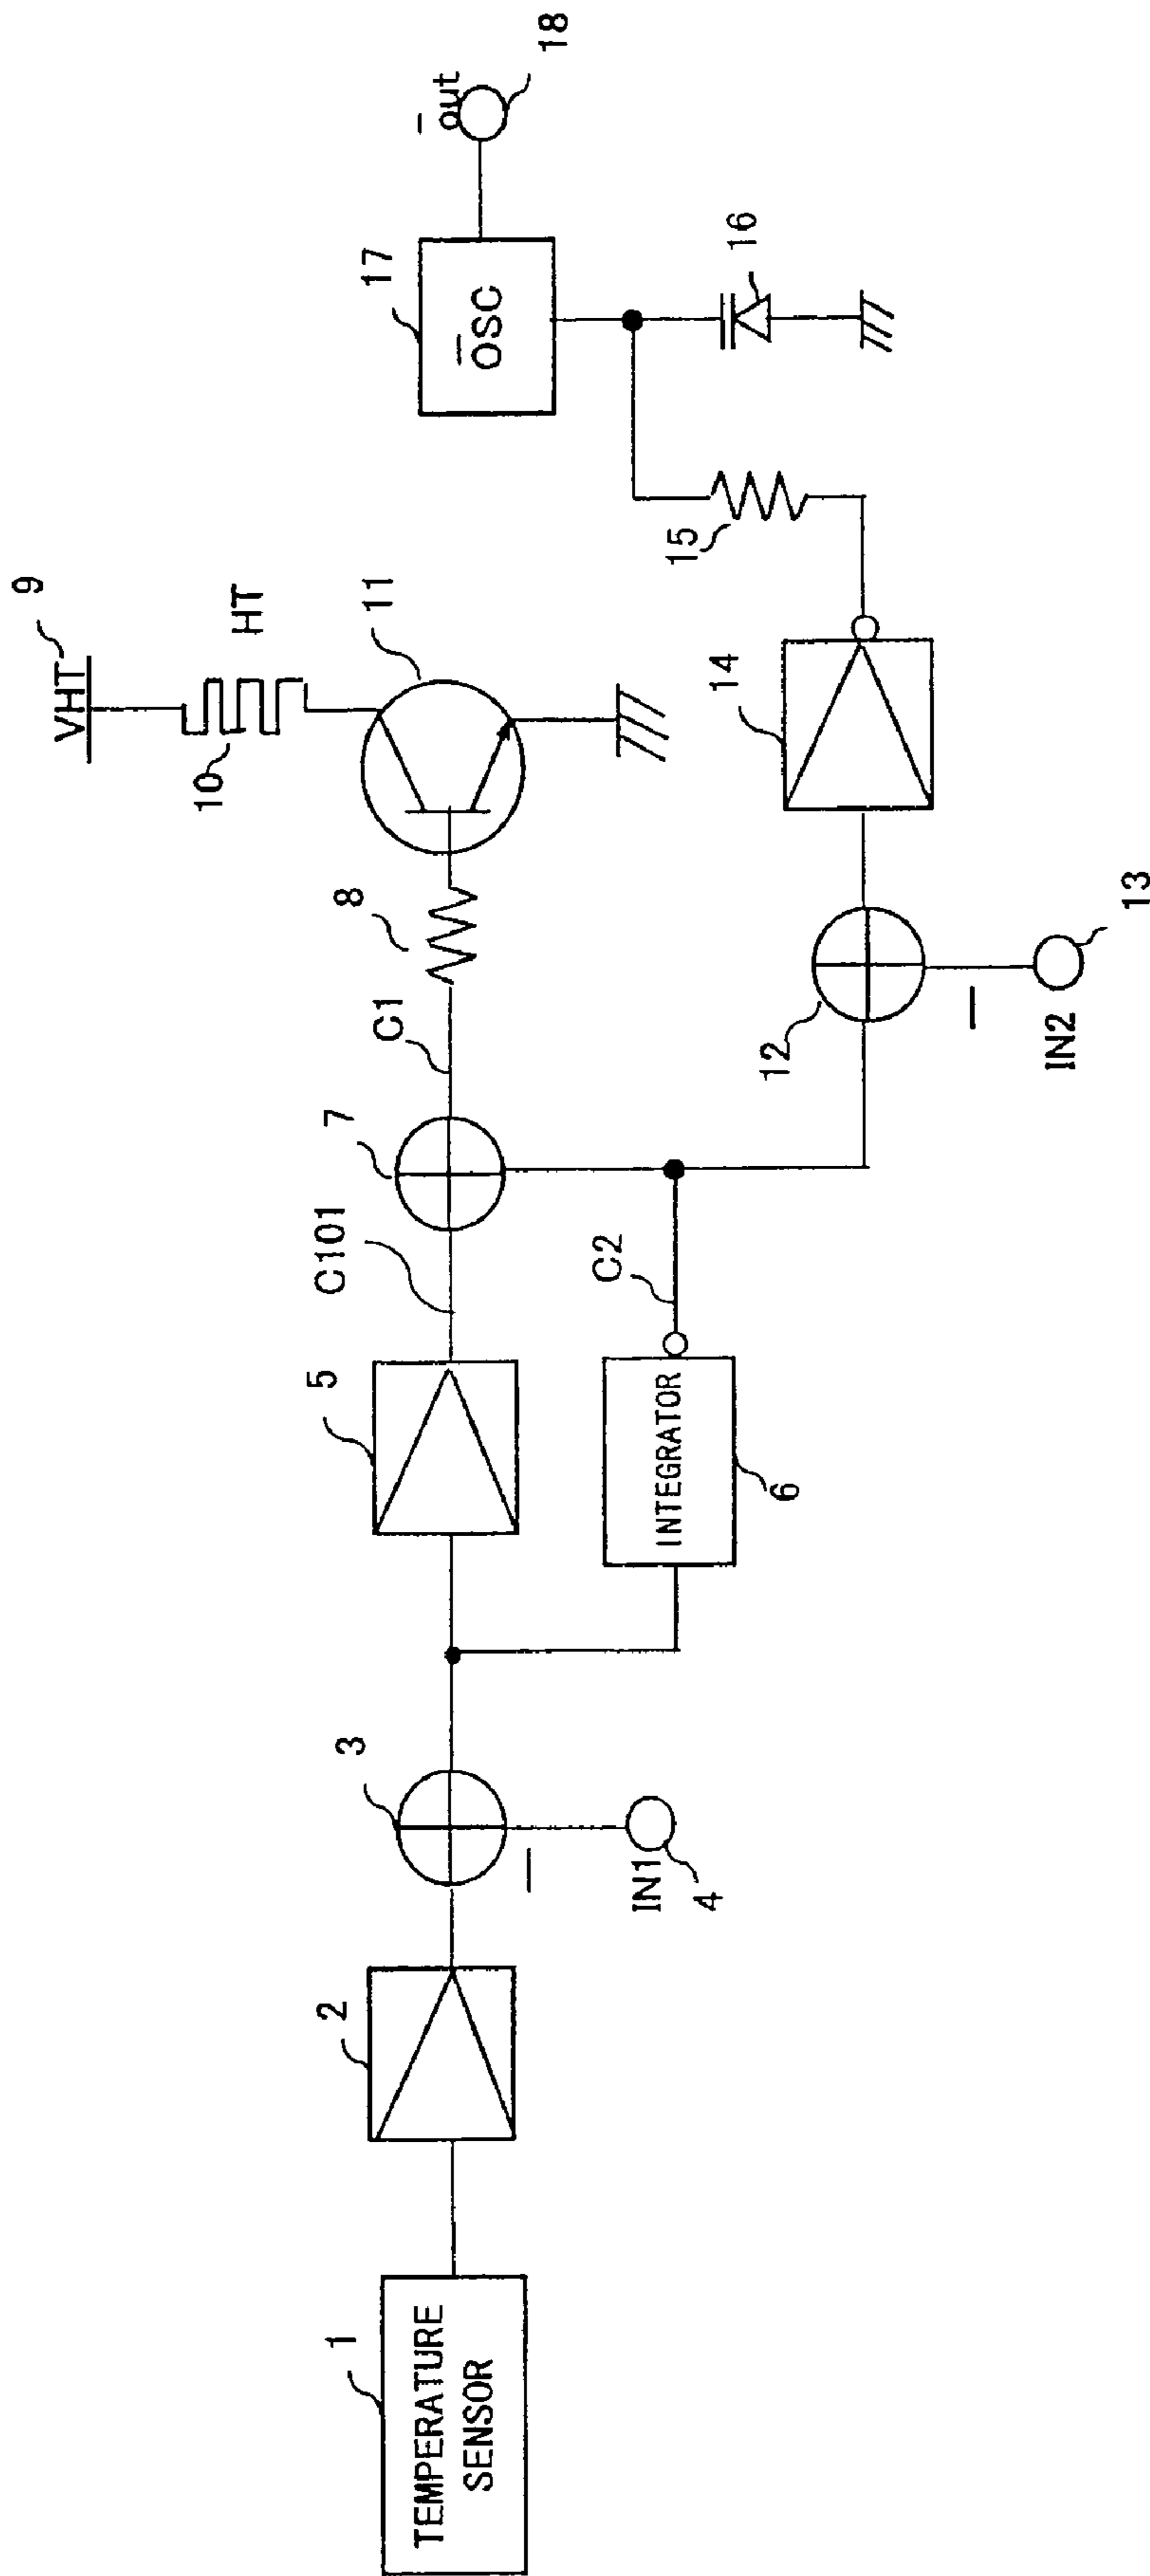 VHT
9
HT
10
11
8
C1
7
C101
5
3
2
1
TEMPERATURE
SENSOR
IN1
4
INTEGRATOR
6
C2
12
IN2
13
14
15
16
17
OSC
out
18